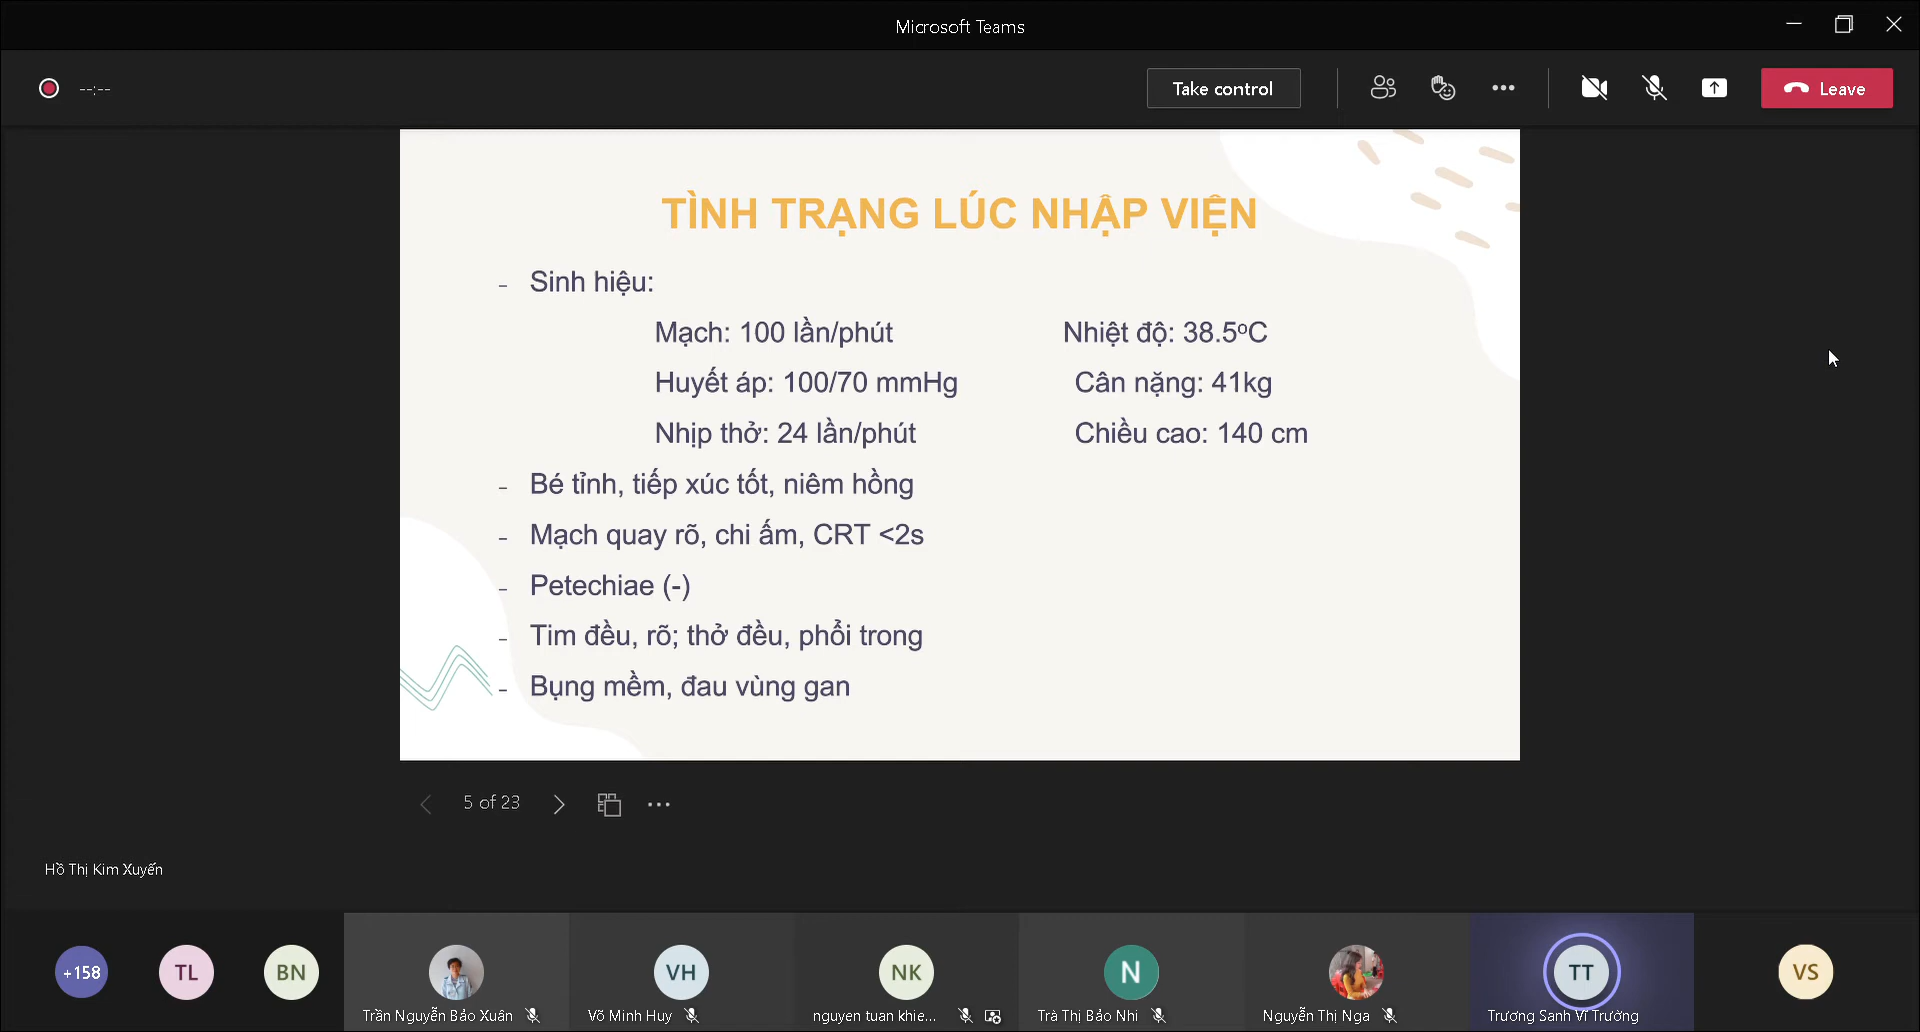 Microsoft Teams
--:--
Take control
Leave
TÌNH TRẠNG LÚC NHẬP VIỆN
- Sinh hiệu:
Mạch: 100 lần/phút Nhiệt độ: 38.5ºC
Huyết áp: 100/70 mmHg Cân nặng: 41kg
Nhịp thở: 24 lần/phút Chiều cao: 140 cm
- Bé tỉnh, tiếp xúc tốt, niêm hồng
- Mạch quay rõ, chi ấm, CRT <2s
- Petechiae (-)
- Tim đều, rõ; thở đều, phổi trong
- Bụng mềm, đau vùng gan
5 of 23
Hồ Thị Kim Xuyến
+158 TL BN VH NK N TT VS
Trần Nguyễn Bảo Xuân Võ Minh Huy nguyen tuan khie... Trà Thị Bảo Nhi Nguyễn Thị Nga Trương Sanh Vĩ Trường